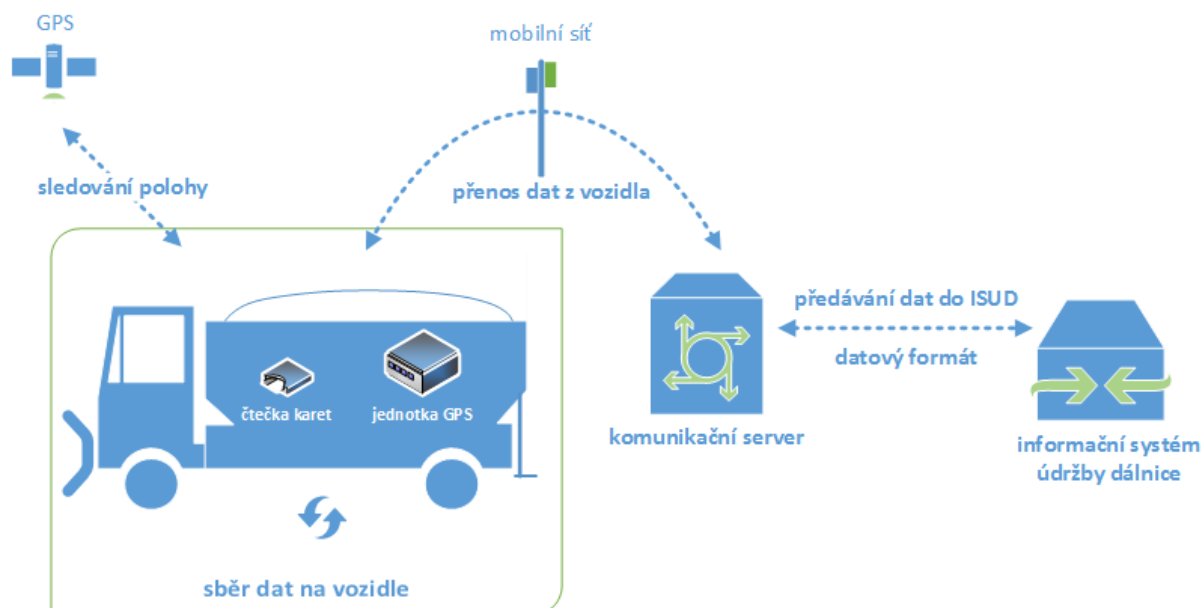 GPS
mobilní síť
sledování polohy
přenos dat z vozidla
předávání dat do ISUD
datový formát
čtečka karet
jednotka GPS
komunikační server
informační systém
údržby dálnice
sběr dat na vozidle